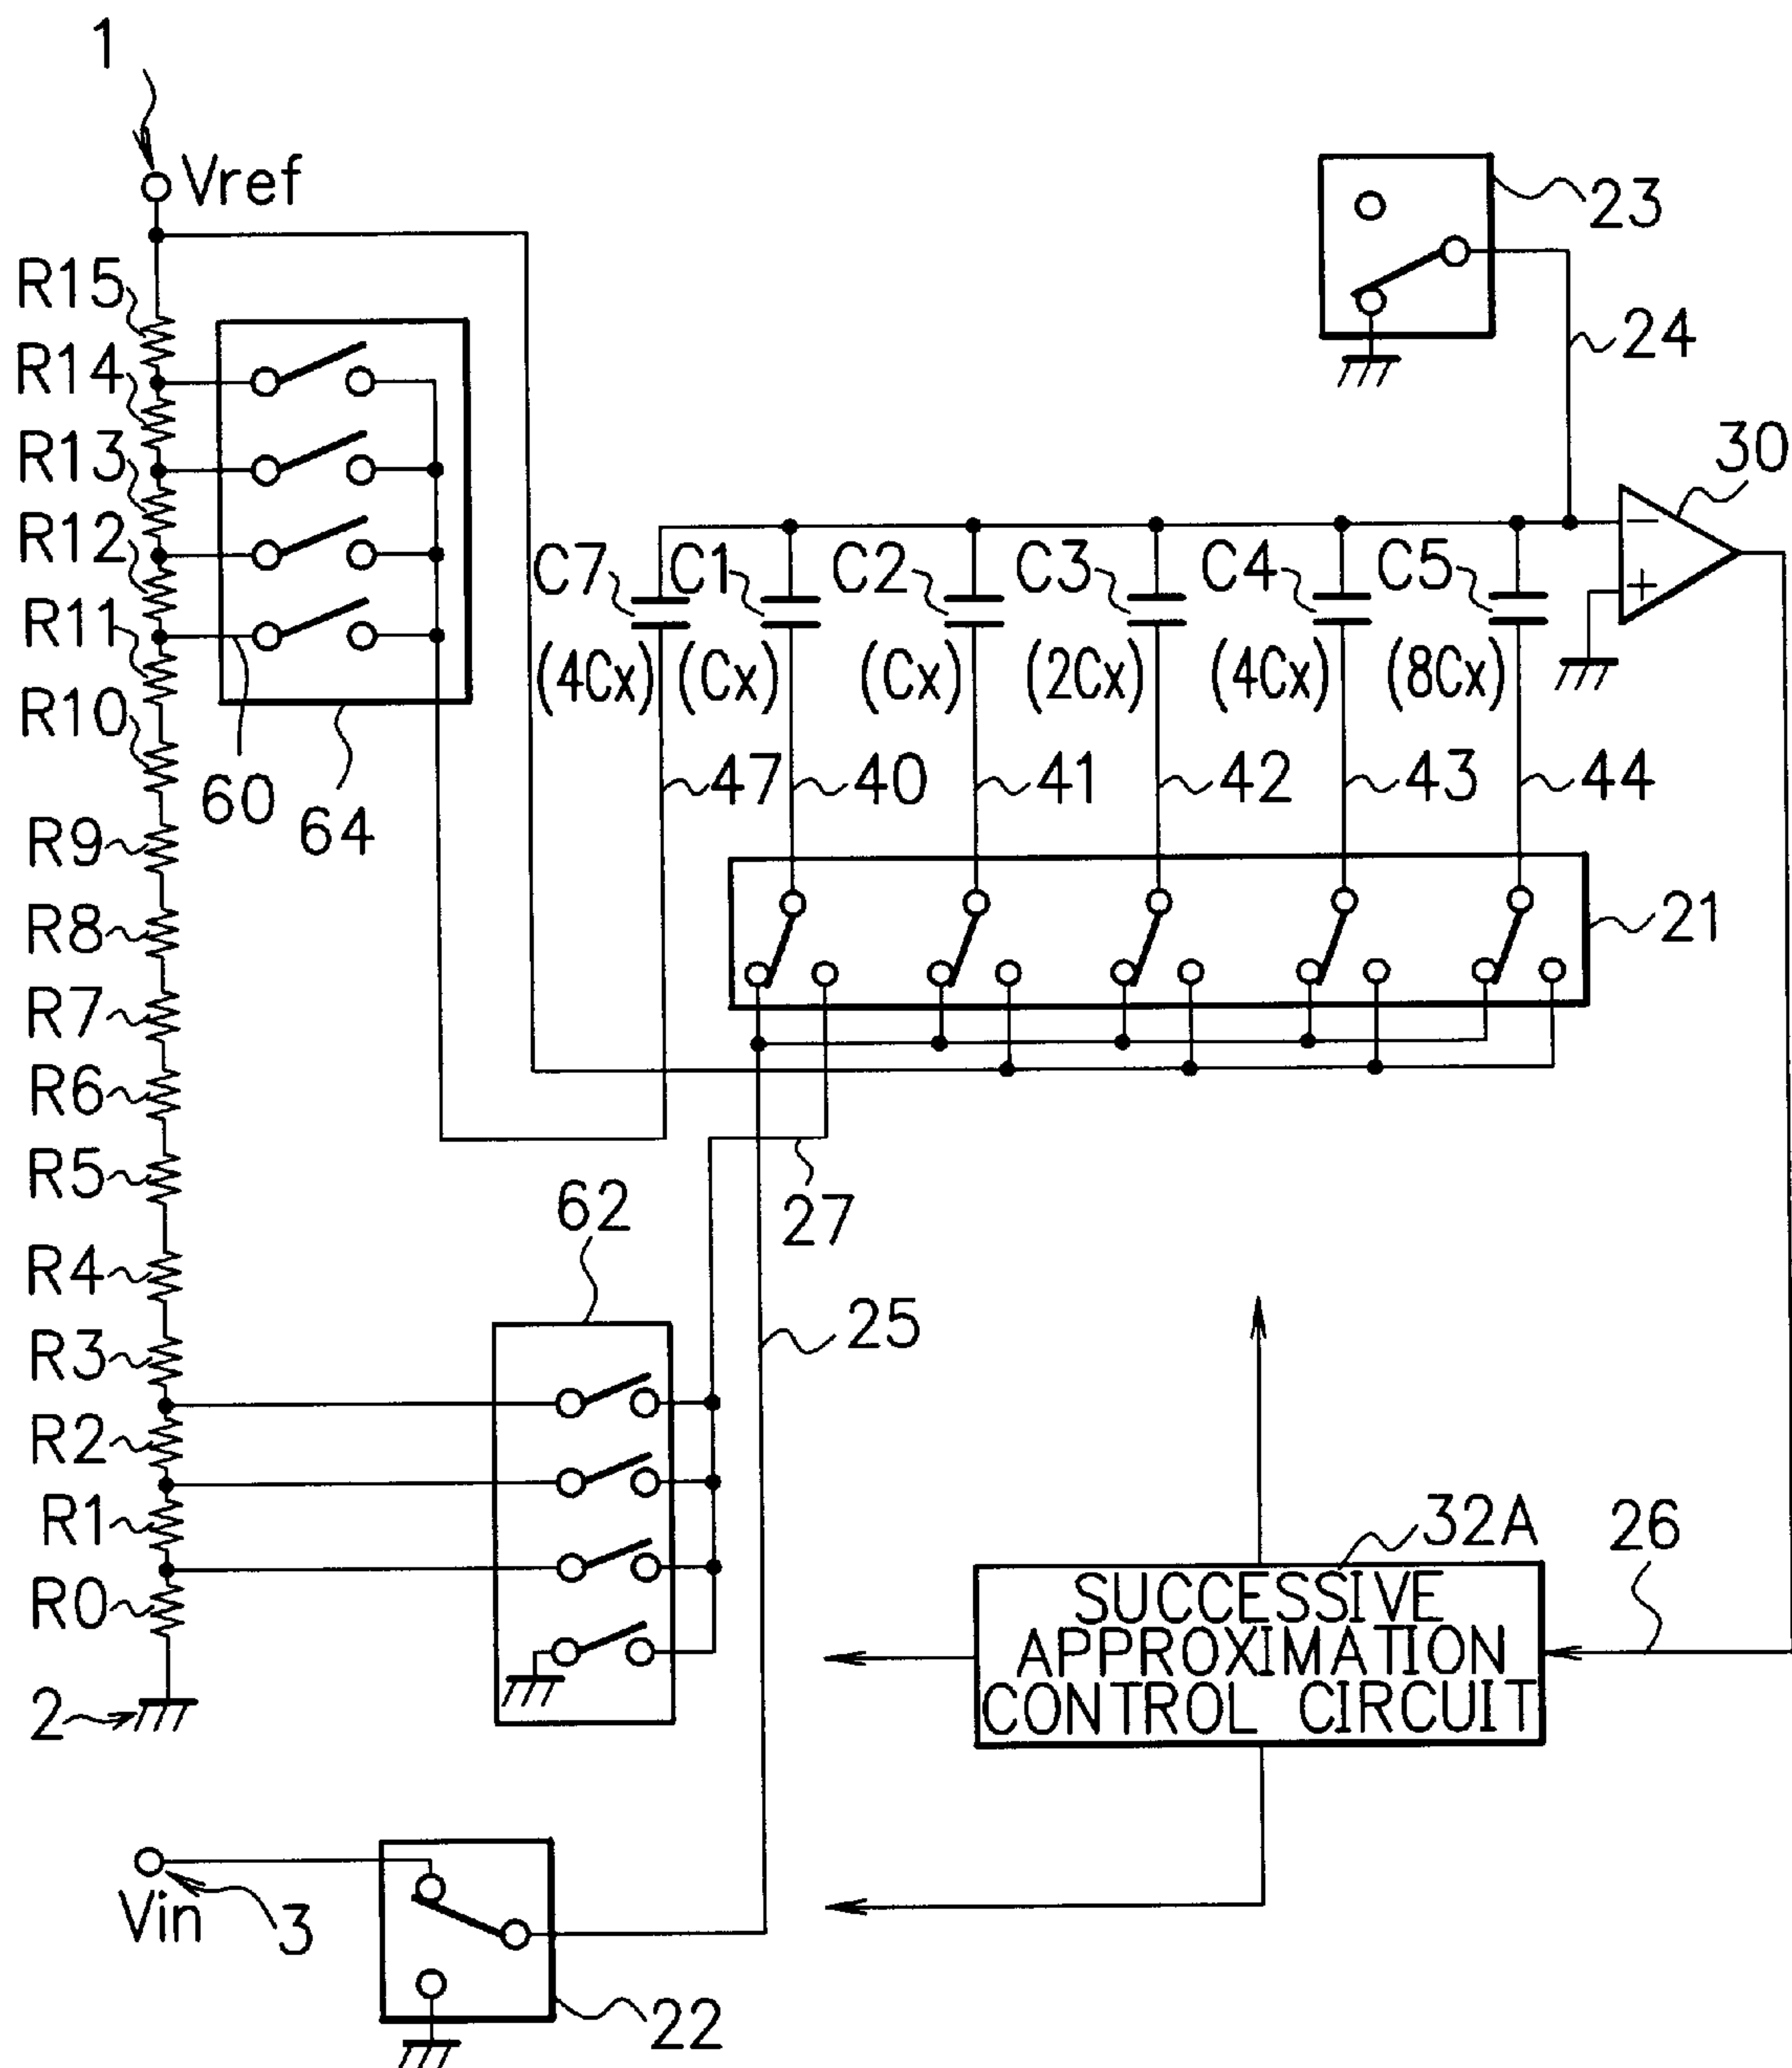 1
Vref
23
R15
24
R14
R13
30
R12
C7
C1
C2
C3
C4
C5
−
+
R11
(4Cx)
(Cx)
(Cx)
(2Cx)
(4Cx)
(8Cx)
R10
60
64
47
40
41
42
43
44
R9
R8
21
R7
R6
R5
62
27
R4
25
R3
R2
R1
32A
26
R0
SUCCESSIVE
APPROXIMATION
CONTROL CIRCUIT
2
Vin
3
22